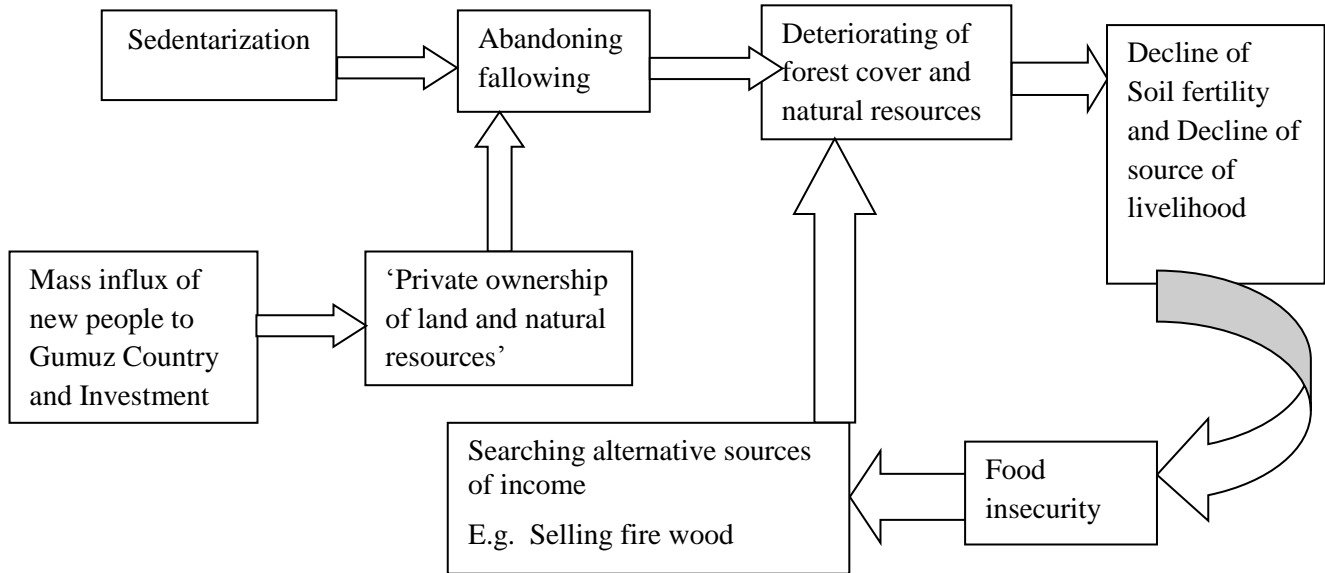 Sedentarization
Abandoning
fallowing
Deteriorating of
forest cover and
natural resources
Decline of
Soil fertility
and Decline of
source of
livelihood
Mass influx of
new people to
Gumuz Country
and Investment
‘Private ownership
of land and natural
resources’
Searching alternative sources
of income
E.g. Selling fire wood
Food
insecurity